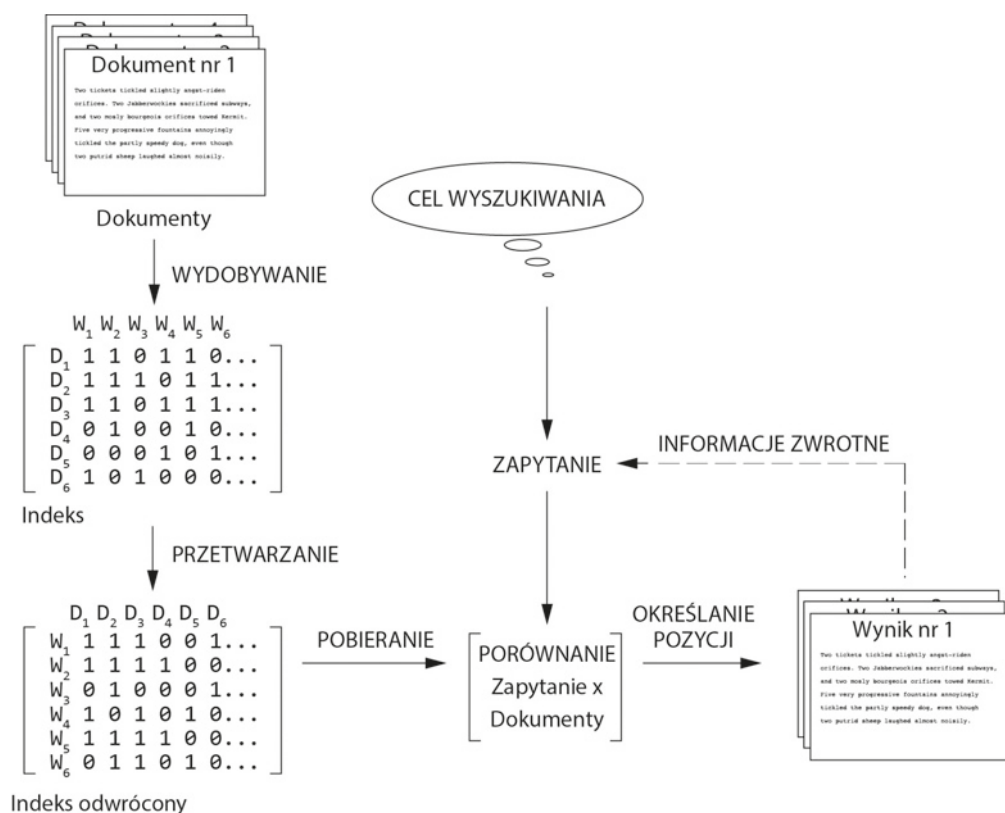 Dokument nr 1
Two tickets tickled slightly angst-riden
orifices. Two Jabberwockies sacrificed subways,
and two mosly bourgeois orifices towed Kermit.
Five very progressive fountains annoyingly
tickled the partly speedy dog, even though
two putrid sheep laughed almost noisily.
Dokumenty
WYDOBYWANIE
W₁ W₂ W₃ W₄ W₅ W₆
D₁ 1 1 0 1 1 0...
D₂ 1 1 1 0 1 1...
D₃ 1 1 0 1 1 1...
D₄ 0 1 0 0 1 0...
D₅ 0 0 0 1 0 1...
D₆ 1 0 1 0 0 0...
Indeks
PRZETWARZANIE
D₁ D₂ D₃ D₄ D₅ D₆
W₁ 1 1 1 0 0 1...
W₂ 1 1 1 1 0 0...
W₃ 0 1 0 0 0 1...
W₄ 1 0 1 0 1 0...
W₅ 1 1 1 1 0 0...
W₆ 0 1 1 0 1 0...
Indeks odwrócony
POBIERANIE
CEL WYSZUKIWANIA
ZAPYTANIE
INFORMACJE ZWROTNE
PORÓWNANIE
Zapytanie x
Dokumenty
OKREŚLANIE
POZYCJI
Wynik nr 1
Two tickets tickled slightly angst-riden
orifices. Two Jabberwockies sacrificed subways,
and two mosly bourgeois orifices towed Kermit.
Five very progressive fountains annoyingly
tickled the partly speedy dog, even though
two putrid sheep laughed almost noisily.